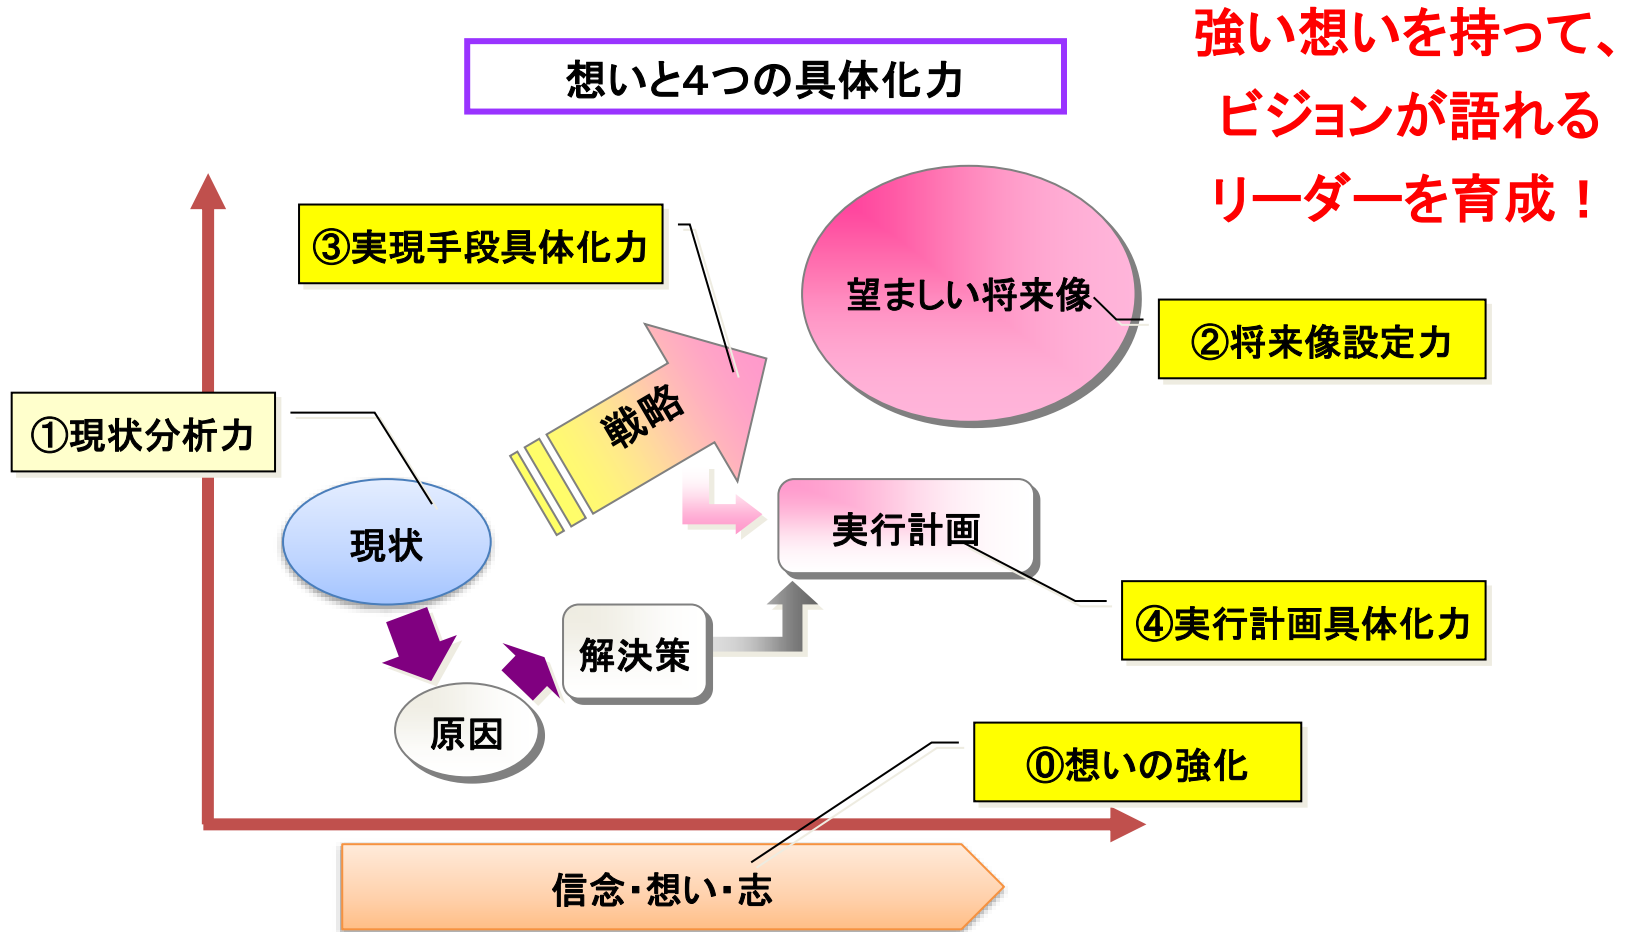 強い想いを持って、
ビジョンが語れる
リーダーを育成！
想いと4つの具体化力
③実現手段具体化力
望ましい将来像
②将来像設定力
戦略
①現状分析力
現状
実行計画
④実行計画具体化力
解決策
原因
⓪想いの強化
信念・想い・志